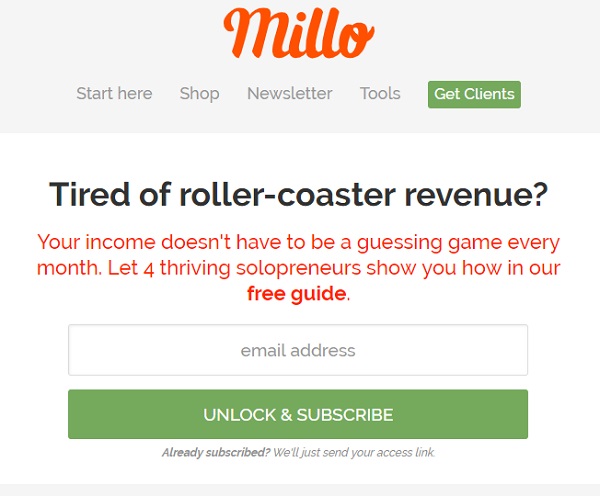 Millo
Start here Shop Newsletter Tools Get Clients
Tired of roller-coaster revenue?
Your income doesn't have to be a guessing game every
month. Let 4 thriving solopreneurs show you how in our
free guide.
email address
UNLOCK & SUBSCRIBE
Already subscribed? We'll just send your access link.